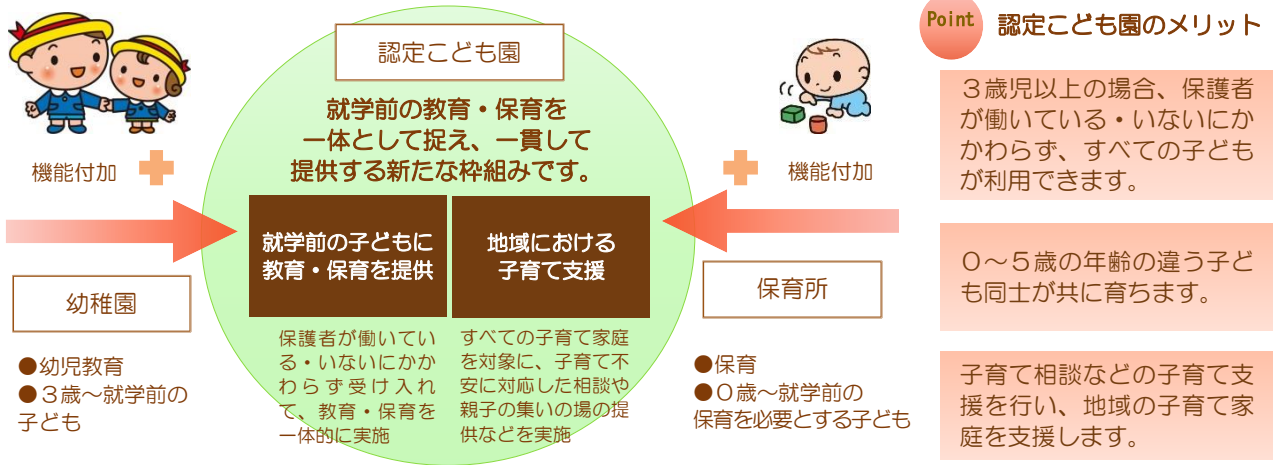 認定こども園
就学前の教育・保育を
一体として捉え、一貫して
提供する新たな枠組みです。
機能付加
幼稚園
●幼児教育
●３歳～就学前の
子ども
就学前の子どもに
教育・保育を提供
保護者が働いてい
る・いないにかか
わらず受け入れ
て、教育・保育を
一体的に実施
地域における
子育て支援
すべての子育て家庭
を対象に、子育て不
安に対応した相談や
親子の集いの場の提
供などを実施
機能付加
保育所
●保育
●０歳～就学前の
保育を必要とする子ども
Point 認定こども園のメリット
３歳児以上の場合、保護者
が働いている・いないにか
かわらず、すべての子ども
が利用できます。
０～５歳の年齢の違う子ど
も同士が共に育ちます。
子育て相談などの子育て支
援を行い、地域の子育て家
庭を支援します。